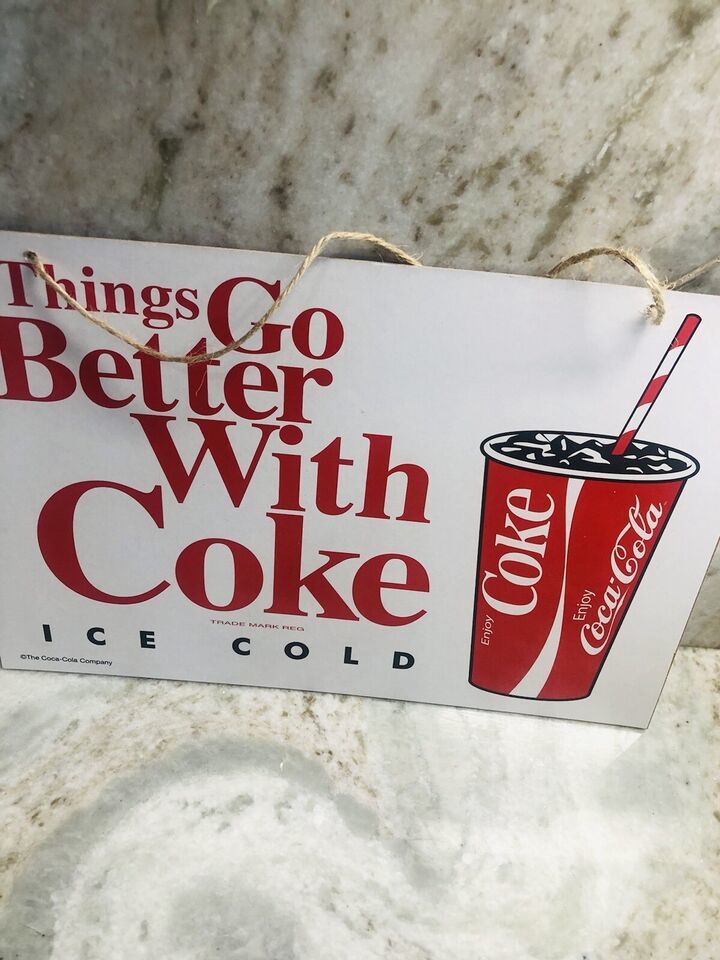 Things Go
Better
With
Coke
TRADE MARK REG
ICE COLD
©The Coca-Cola Company
Enjoy
Coke
Enjoy
Coca-Cola